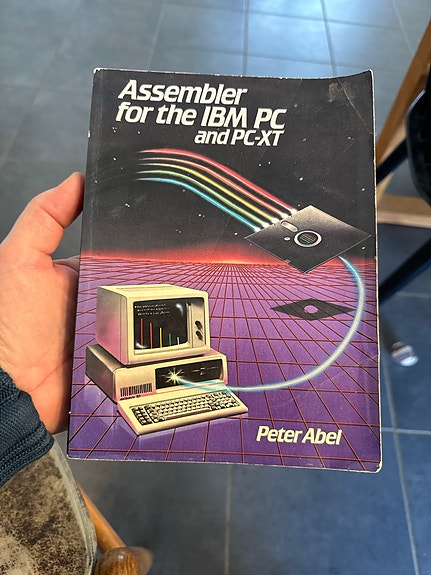 Assembler
for the IBM PC
and PC-XT
Peter Abel